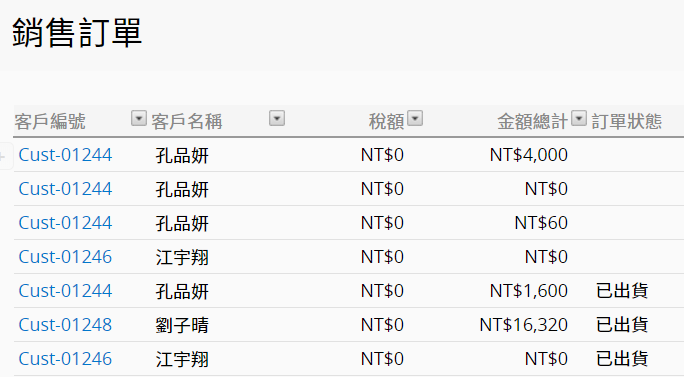 銷售訂單
客戶編號 客戶名稱 稅額 金額總計 訂單狀態
Cust-01244 孔品妍 NT$0 NT$4,000
Cust-01244 孔品妍 NT$0 NT$0
Cust-01244 孔品妍 NT$0 NT$60
Cust-01246 江宇翔 NT$0 NT$0
Cust-01244 孔品妍 NT$0 NT$1,600 已出貨
Cust-01248 劉子晴 NT$0 NT$16,320 已出貨
Cust-01246 江宇翔 NT$0 NT$0 已出貨